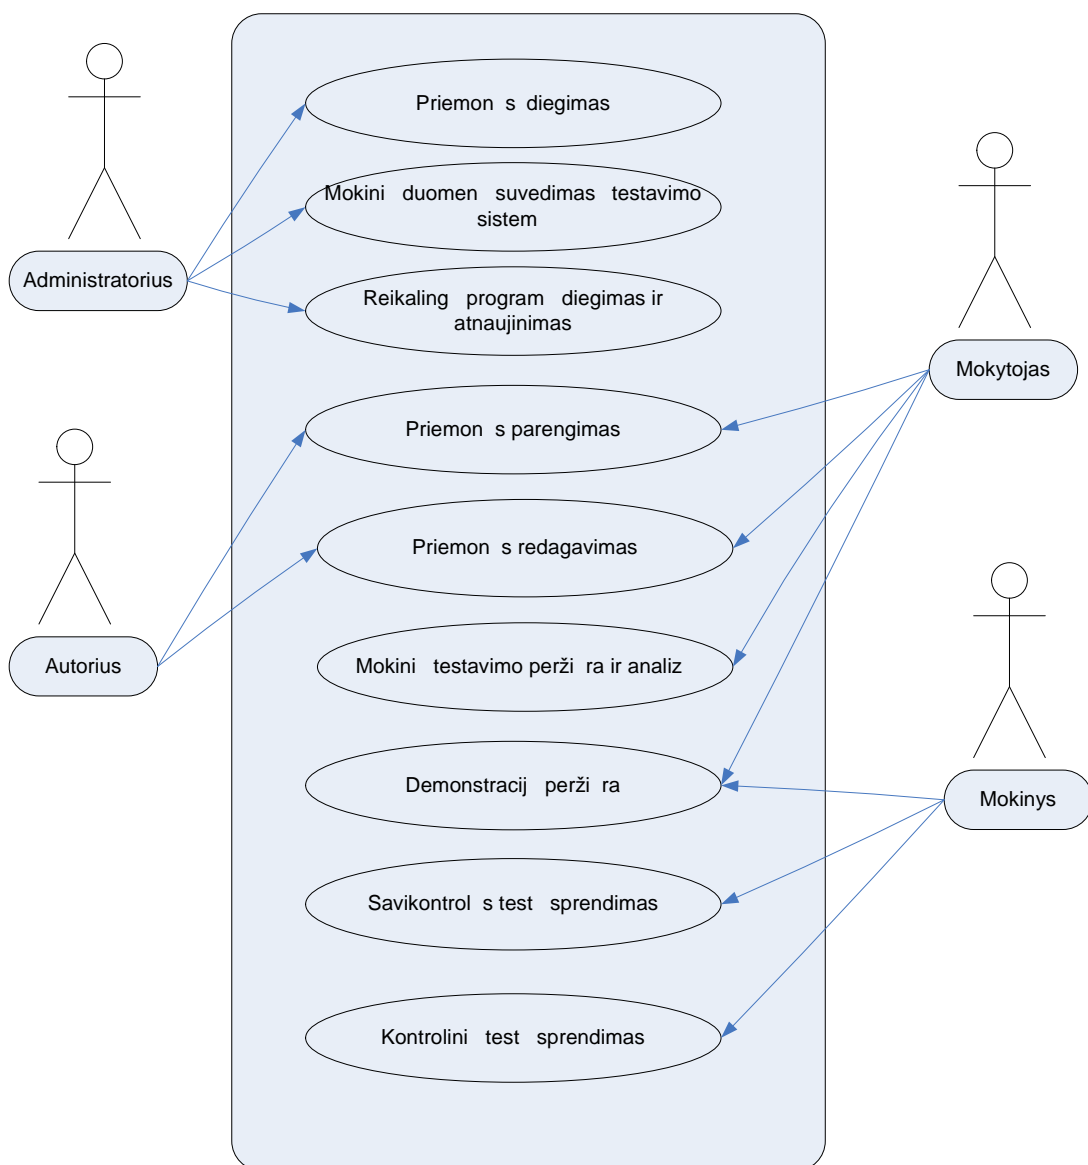 Priemon s diegimas
Mokini duomen suvedimas testavimo
sistem
Administratorius
Reikaling program diegimas ir
atnaujinimas
Mokytojas
Priemon s parengimas
Priemon s redagavimas
Autorius
Mokini testavimo perži ra ir analiz
Demonstracij perži ra
Mokinys
Savikontrol s test sprendimas
Kontrolini test sprendimas